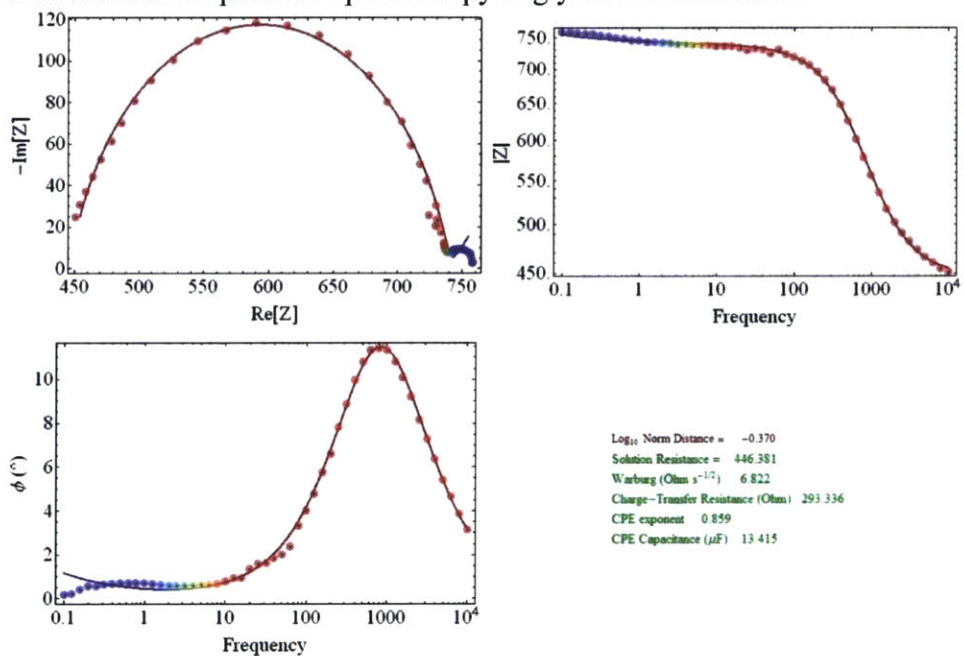 120
100
80
60
40
20
0
-Im[Z]
450 500 550 600 650 700 750
Re[Z]
750.
700.
650.
600.
550.
500.
450.
|Z|
0.1 1 10 100 1000 10⁴
Frequency
10
8
6
4
2
0
ϕ (°)
0.1 1 10 100 1000 10⁴
Frequency
Log₁₀ Norm Distance = -0.370
Solution Resistance = 446.381
Warburg (Ohm s⁻¹/²) 6.822
Charge-Transfer Resistance (Ohm) 293.336
CPE exponent 0.859
CPE Capacitance (μF) 13.415